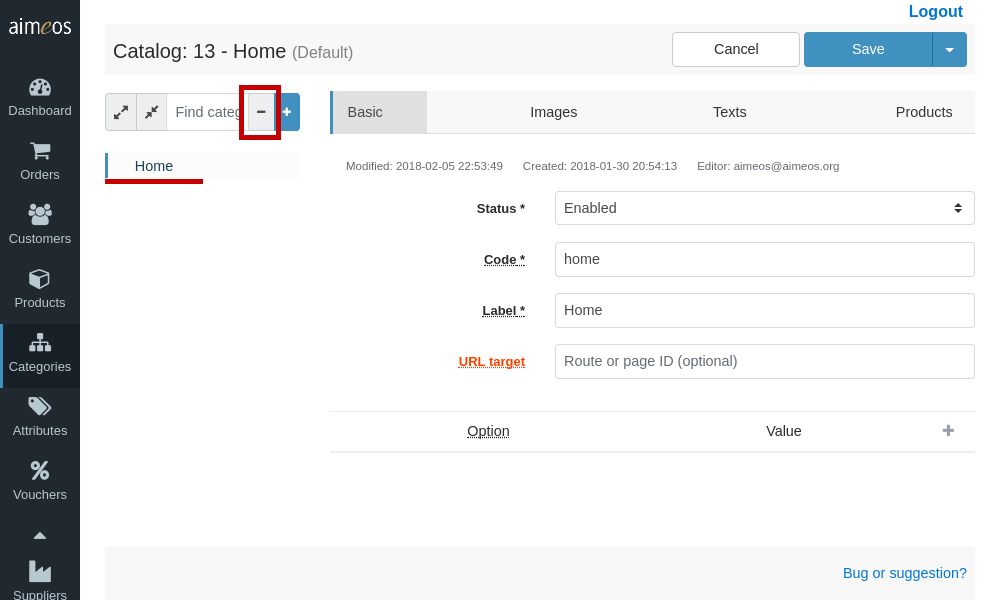 Logout
aimeos
Catalog: 13 - Home (Default)
Cancel
Save
Dashboard
Find categ
Basic
Images
Texts
Products
Orders
Home
Modified: 2018-02-05 22:53:49
Created: 2018-01-30 20:54:13
Editor: aimeos@aimeos.org
Customers
Status *
Enabled
Code *
home
Products
Label *
Home
Categories
URL target
Route or page ID (optional)
Attributes
Option
Value
Vouchers
Bug or suggestion?
Suppliers